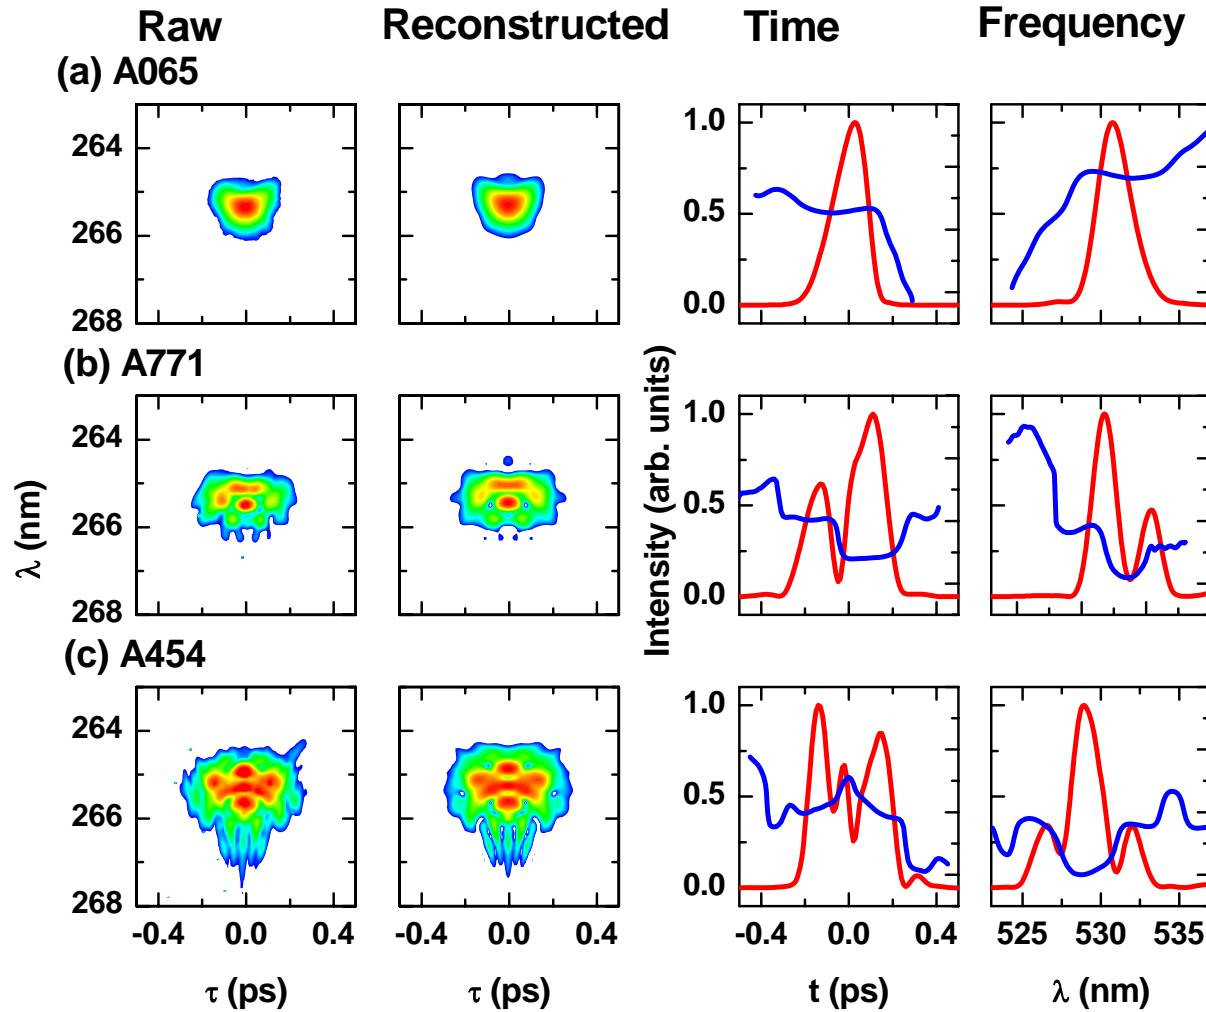 Raw Reconstructed Time Frequency
(a) A065
264
266
268
1.0
0.5
0.0
(b) A771
264
266
268
1.0
0.5
0.0
(c) A454
264
266
268
1.0
0.5
0.0
λ (nm)
Intensity (arb. units)
-0.4 0.0 0.4 -0.4 0.0 0.4 -0.4 0.0 0.4 525 530 535
τ (ps) τ (ps) t (ps) λ (nm)